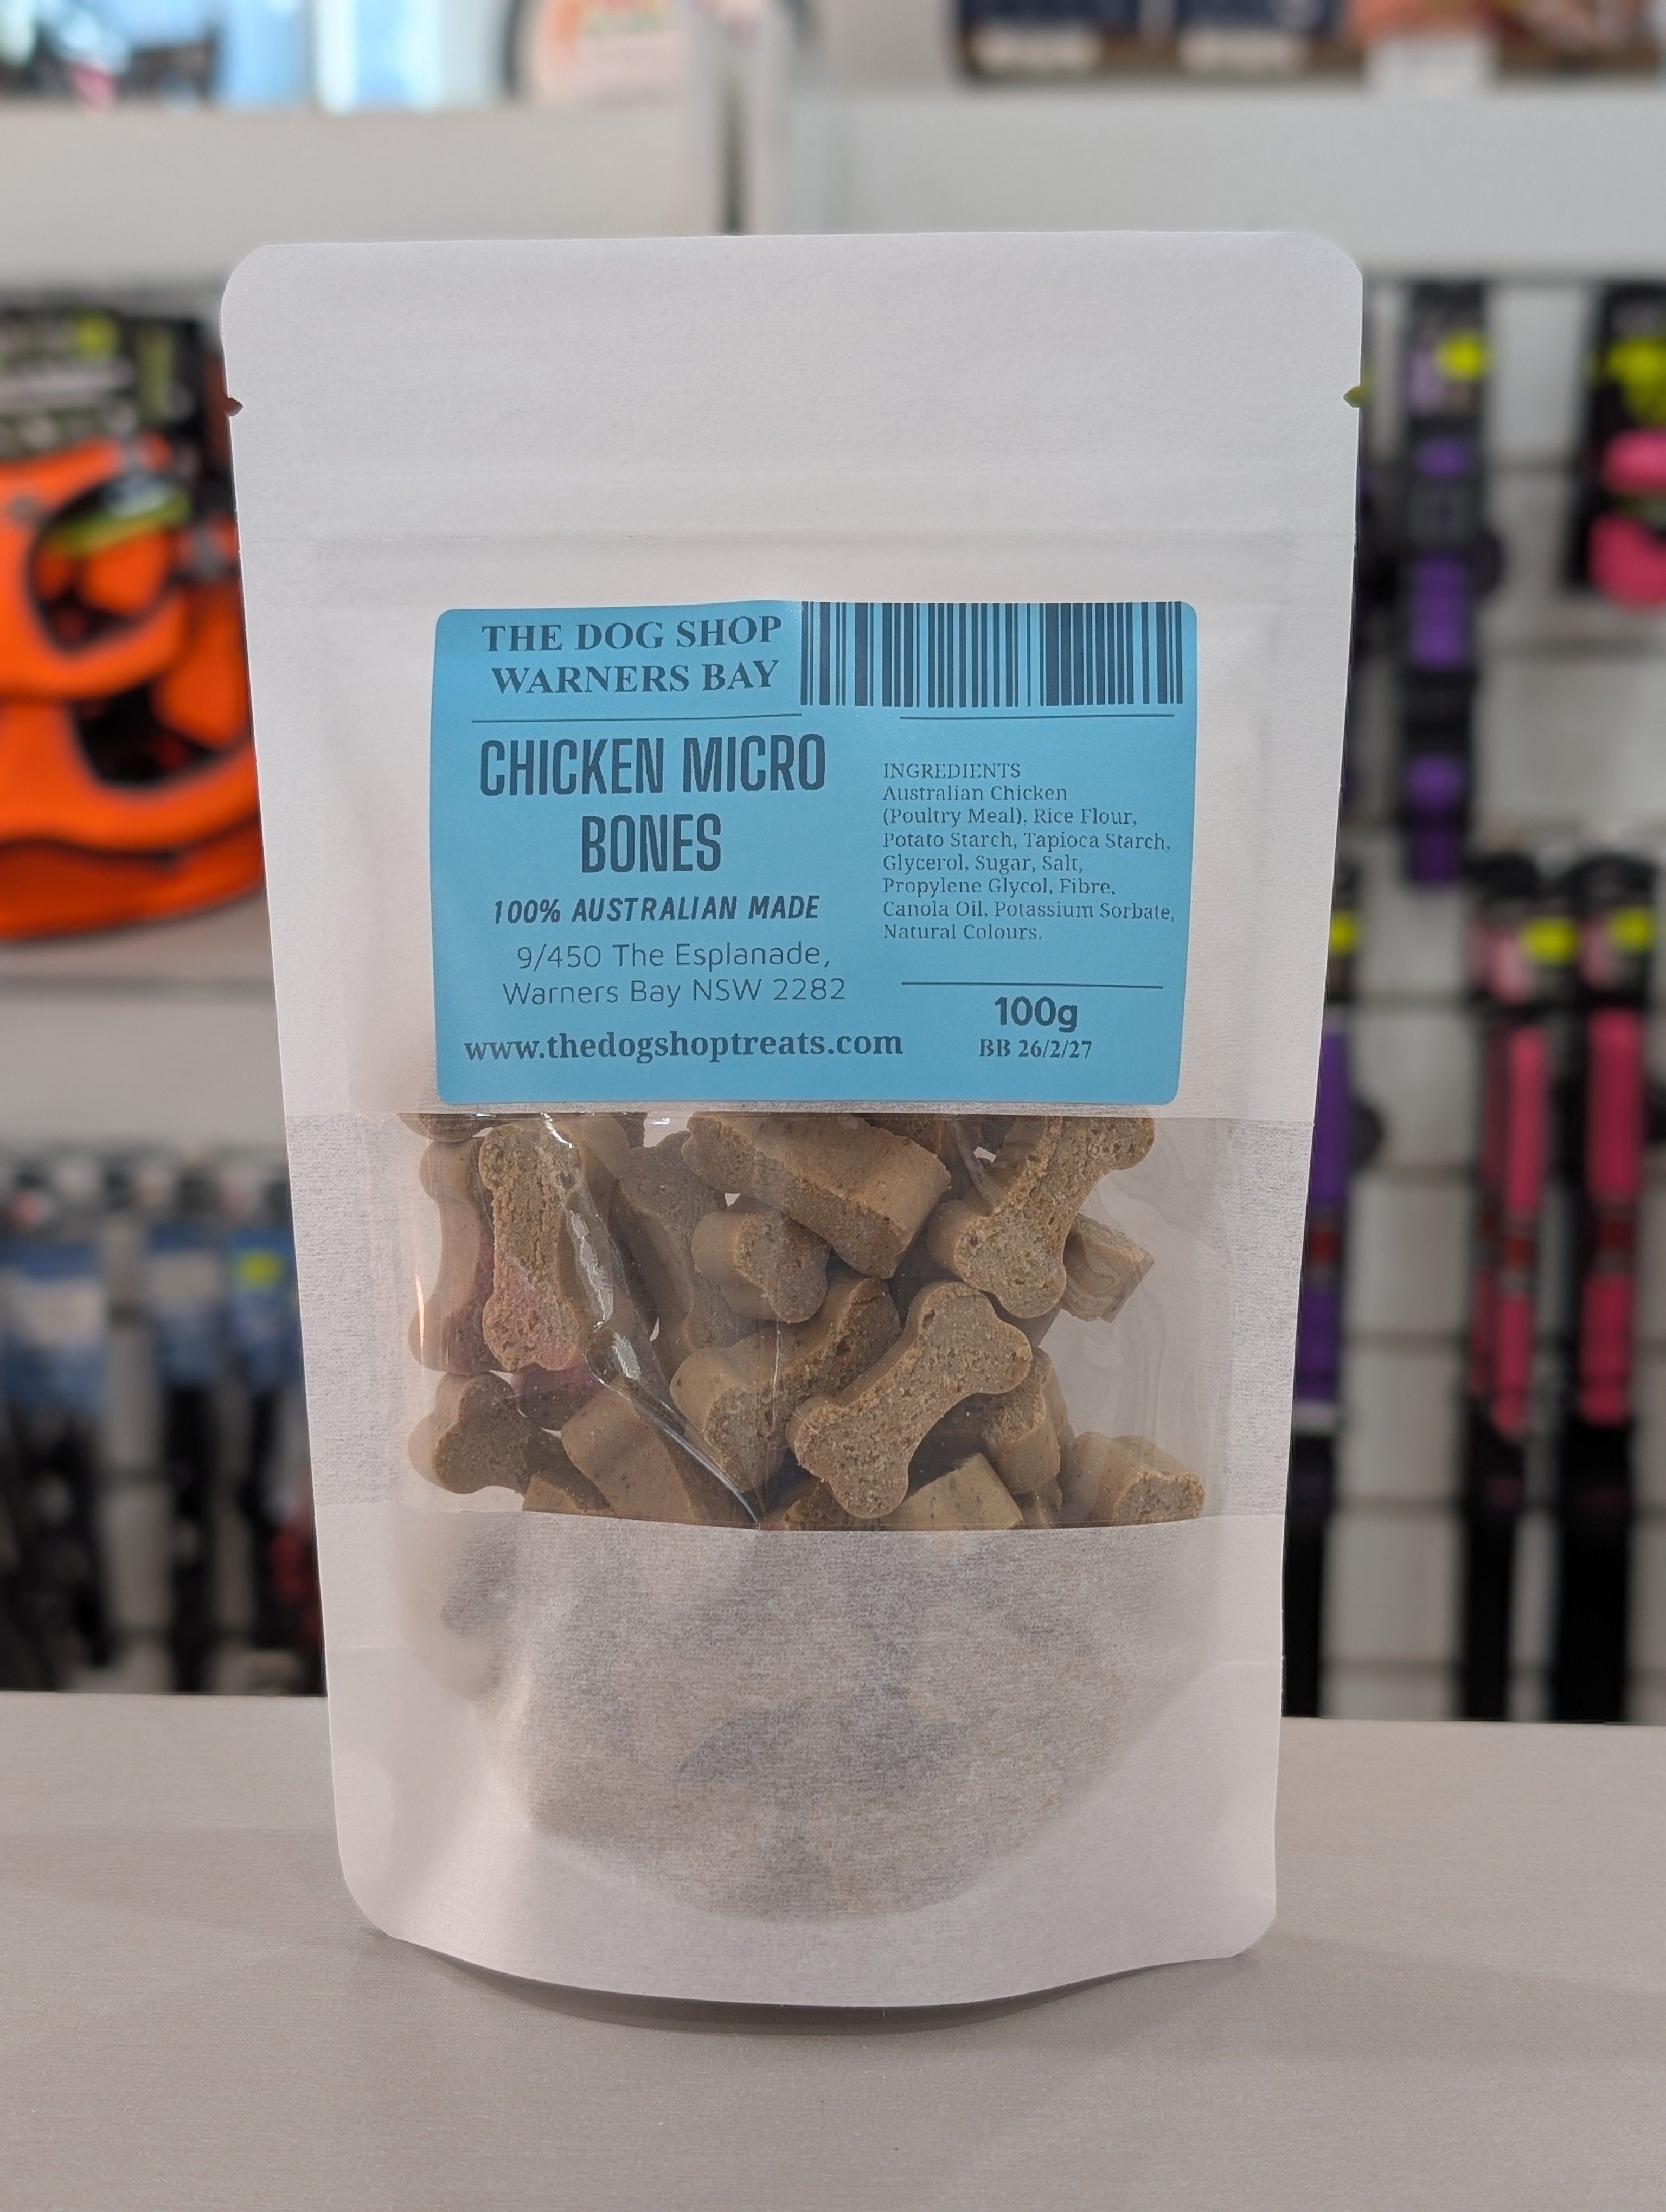 THE DOG SHOP
WARNERS BAY
CHICKEN MICRO
BONES
100% AUSTRALIAN MADE
9/450 The Esplanade,
Warners Bay NSW 2282
www.thedogshoptreats.com
INGREDIENTS
Australian Chicken
(Poultry Meal), Rice Flour,
Potato Starch, Tapioca Starch,
Glycerol, Sugar, Salt,
Propylene Glycol, Fibre,
Canola Oil, Potassium Sorbate,
Natural Colours.
100g
BB 26/2/27